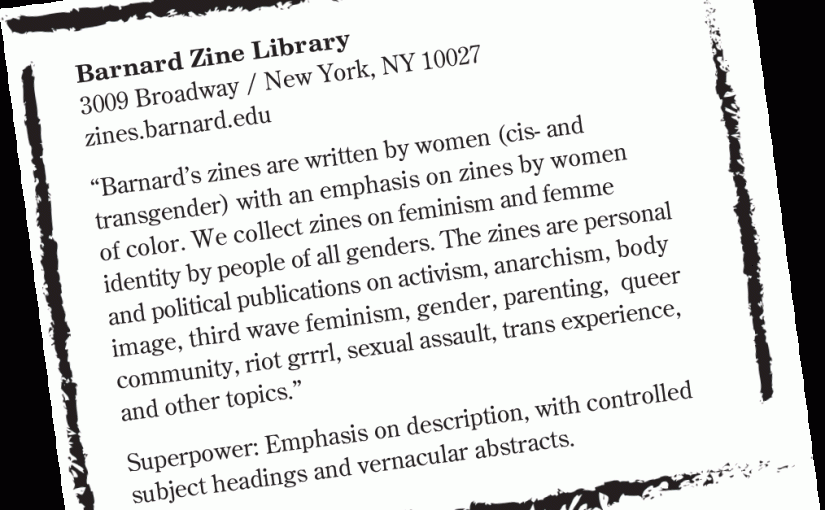 Barnard Zine Library
3009 Broadway / New York, NY 10027
zines.barnard.edu
“Barnard’s zines are written by women (cis- and
transgender) with an emphasis on zines by women
of color. We collect zines on feminism and femme
identity by people of all genders. The zines are personal
and political publications on activism, anarchism, body
image, third wave feminism, gender, parenting,  queer
community, riot grrrl, sexual assault, trans experience,
and other topics.”
Superpower: Emphasis on description, with controlled
subject headings and vernacular abstracts.